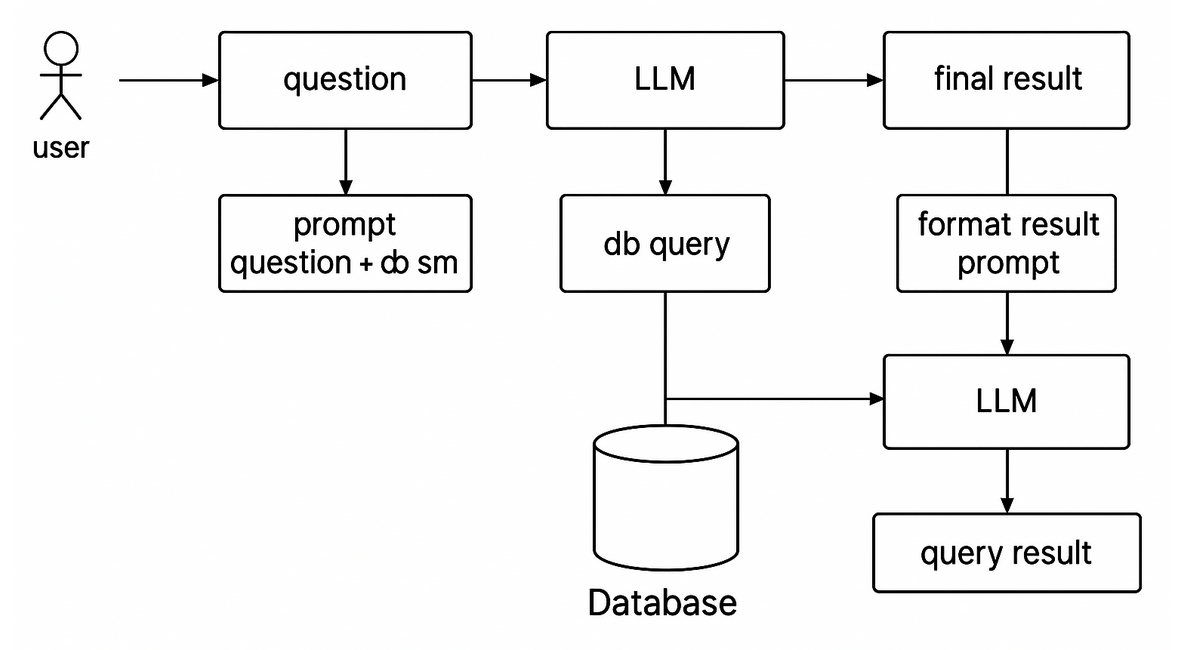 question
LLM
final result
user
prompt
question + db sm
db query
format result
prompt
LLM
query result
Database